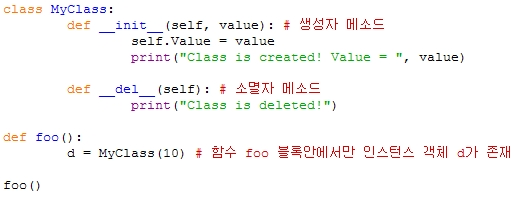 class MyClass:
        def __init__(self, value): # 생성자 메소드
                self.Value = value
                print("Class is created! Value = ", value)

        def __del__(self): # 소멸자 메소드
                print("Class is deleted!")

def foo():
        d = MyClass(10) # 함수 foo 블록안에서만 인스턴스 객체 d가 존재

foo()